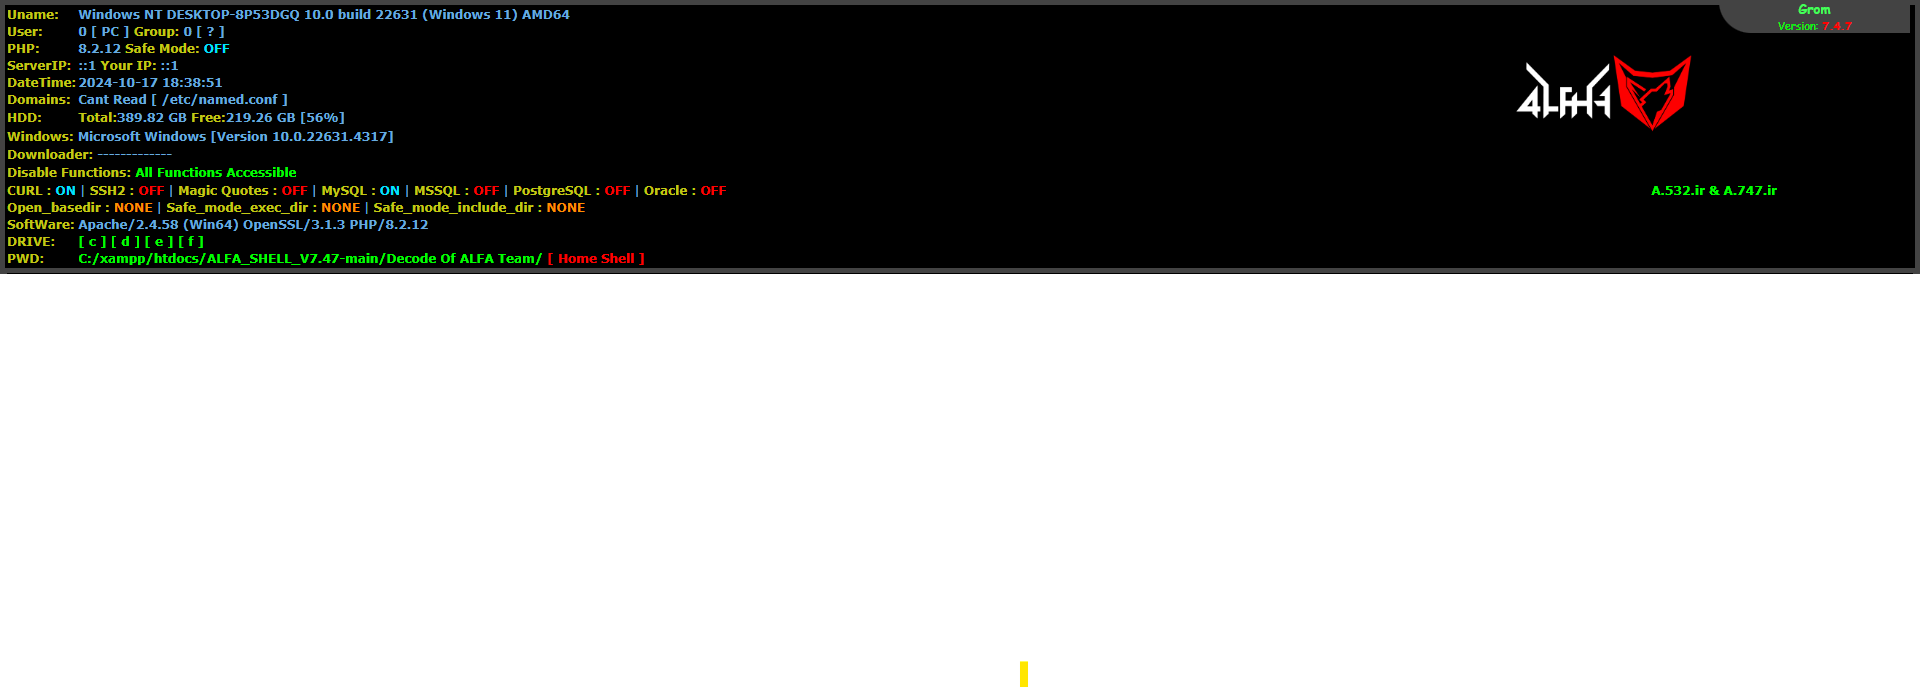 Grom
Version: 7.4.7
Uname: Windows NT DESKTOP-8P53DGQ 10.0 build 22631 (Windows 11) AMD64
User: 0 [ PC ] Group: 0 [ ? ]
PHP: 8.2.12 Safe Mode: OFF
ServerIP: ::1 Your IP: ::1
DateTime: 2024-10-17 18:38:51
Domains: Cant Read [ /etc/named.conf ]
HDD: Total:389.82 GB Free:219.26 GB [56%]
Windows: Microsoft Windows [Version 10.0.22631.4317]
Downloader: -------------
Disable Functions: All Functions Accessible
CURL : ON | SSH2 : OFF | Magic Quotes : OFF | MySQL : ON | MSSQL : OFF | PostgreSQL : OFF | Oracle : OFF
Open_basedir : NONE | Safe_mode_exec_dir : NONE | Safe_mode_include_dir : NONE
SoftWare: Apache/2.4.58 (Win64) OpenSSL/3.1.3 PHP/8.2.12
DRIVE: [ c ] [ d ] [ e ] [ f ]
PWD: C:/xampp/htdocs/ALFA_SHELL_V7.47-main/Decode Of ALFA Team/ [ Home Shell ]
ALFA
A.532.ir & A.747.ir